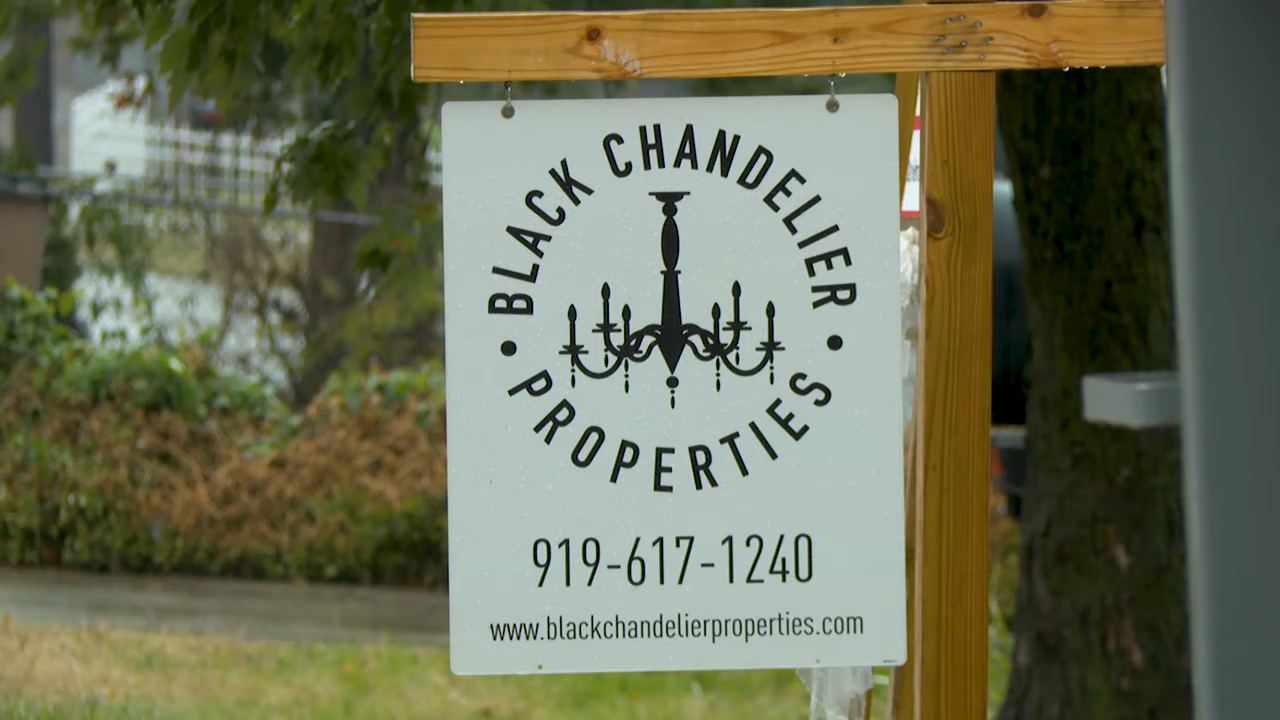 BLACK CHANDELIER
• PROPERTIES •
919-617-1240
www.blackchandelierproperties.com